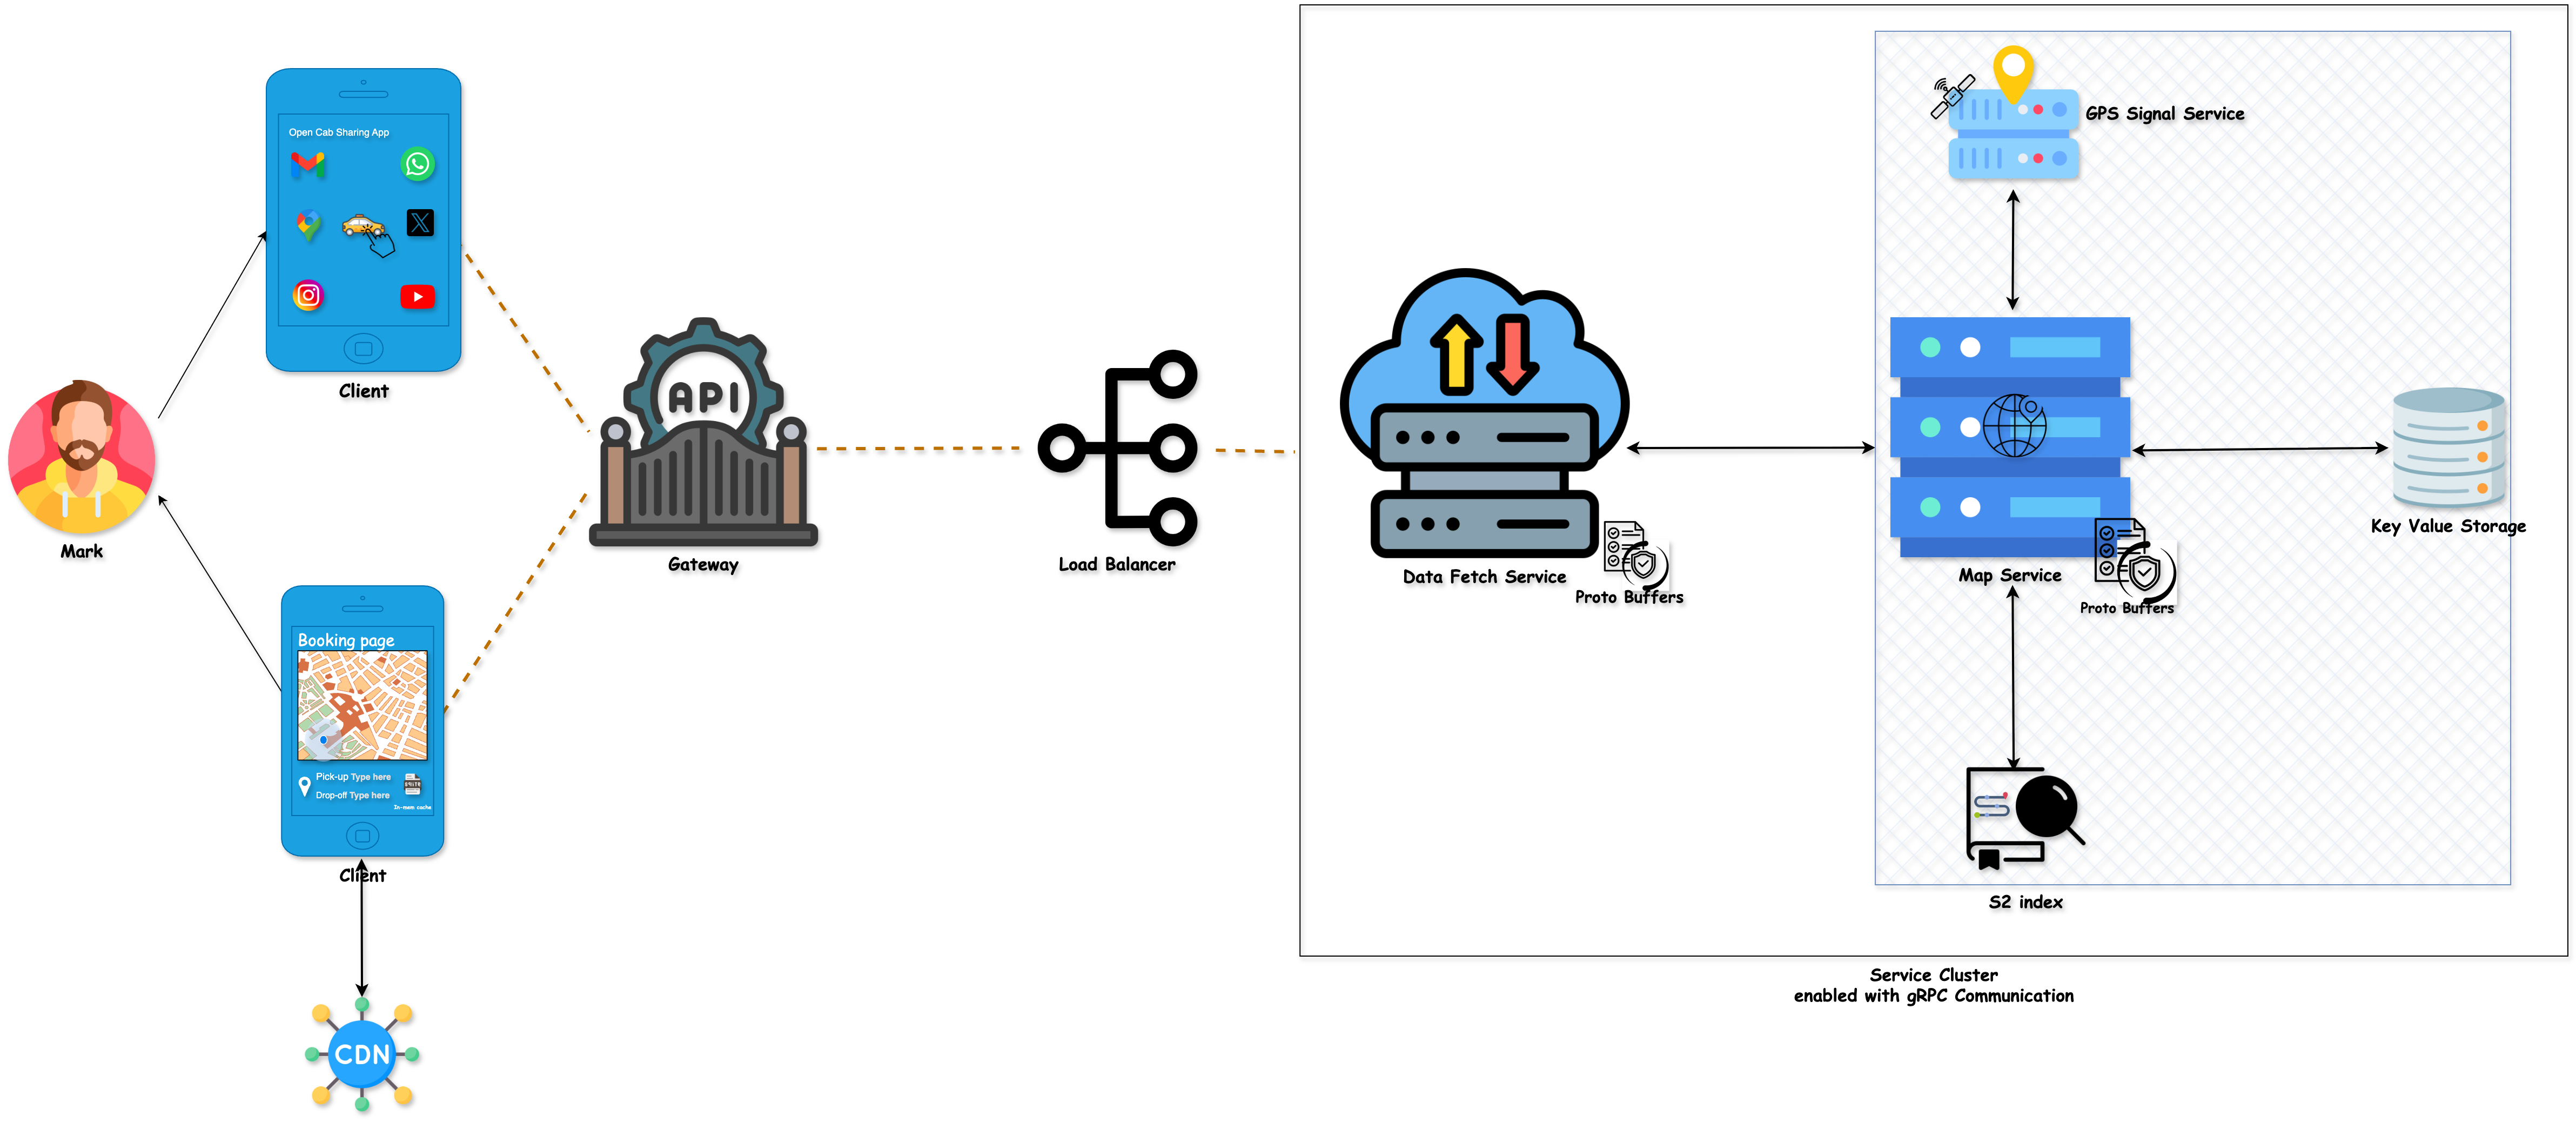 Open Cab Sharing App
Client
Mark
Booking page
Pick-up Type here
Drop-off Type here
In-mem cache
Client
CDN
API
Gateway
Load Balancer
Data Fetch Service
Proto Buffers
GPS Signal Service
Map Service
Proto Buffers
Key Value Storage
S2 index
Service Cluster
enabled with gRPC Communication